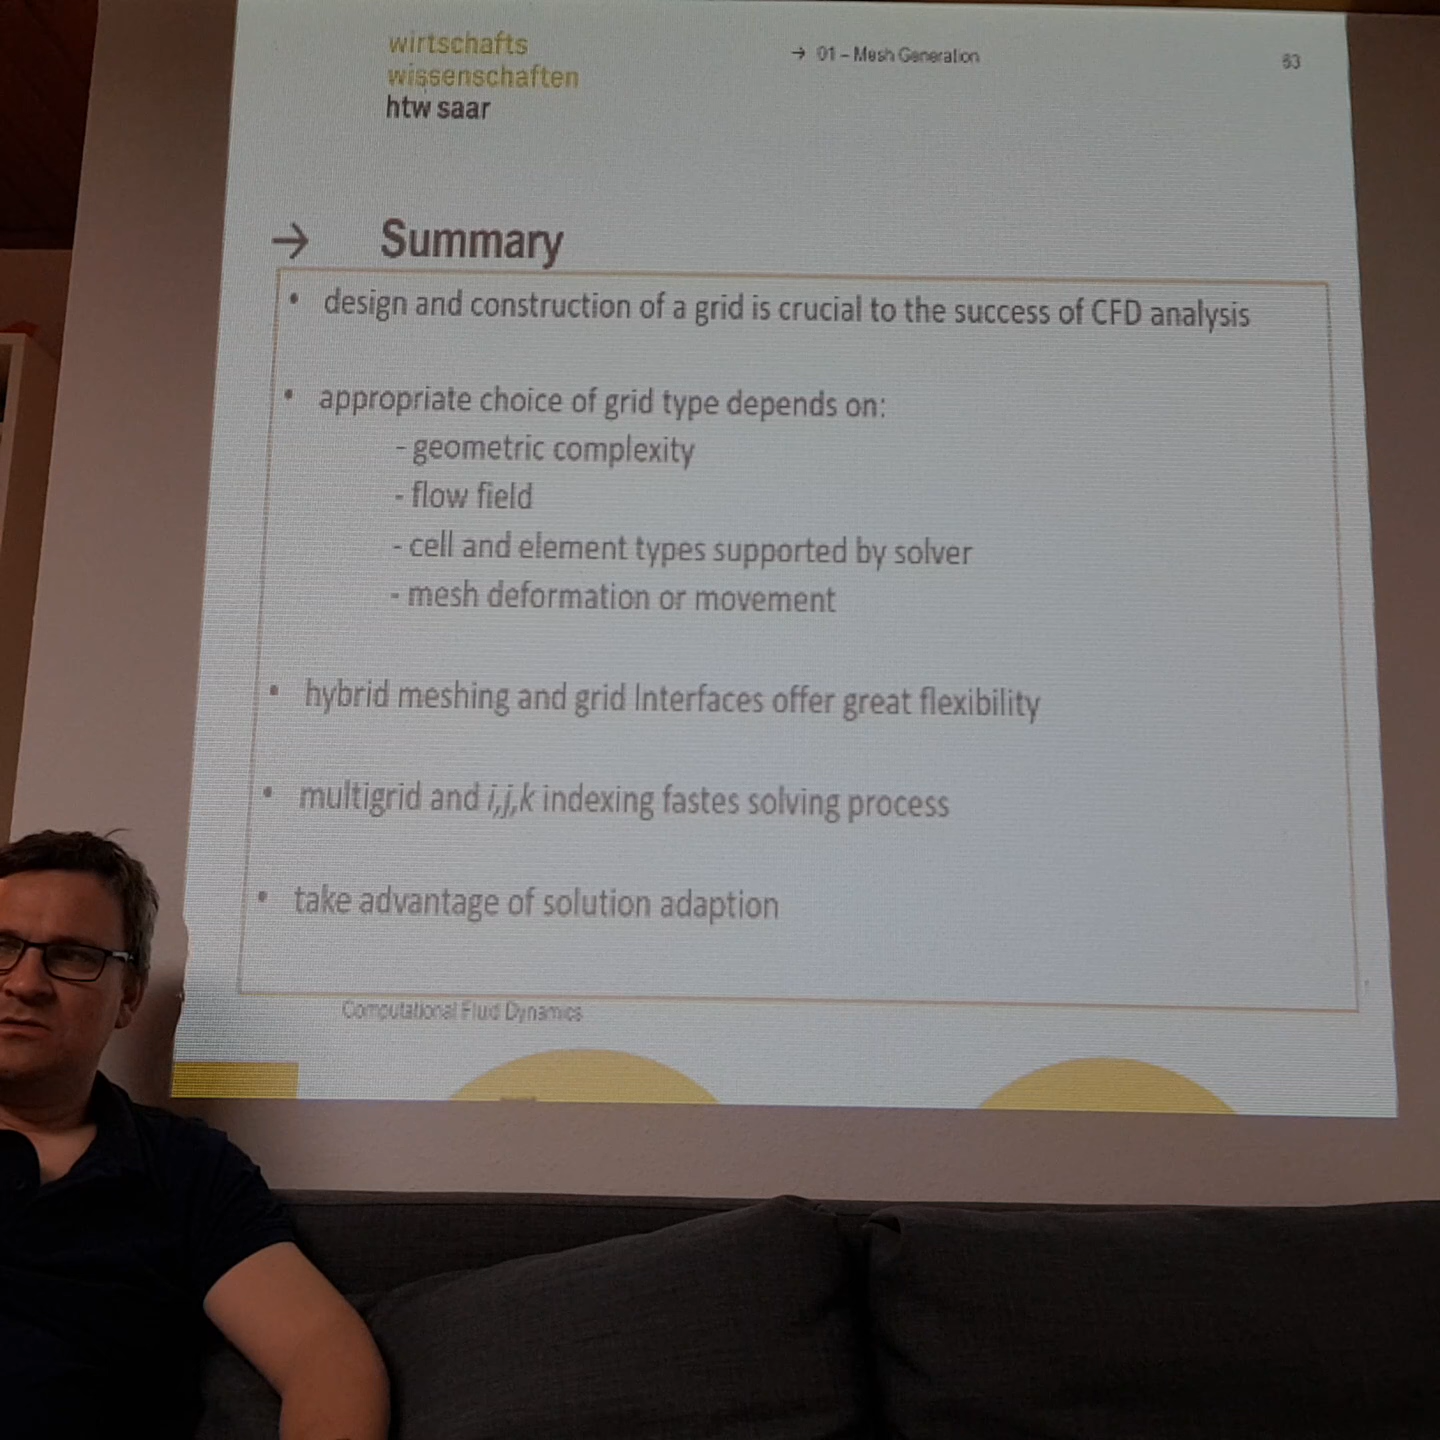 wirtschafts
wissenschaften
htw saar
→ 01 – Mesh Generation
63
→ Summary
• design and construction of a grid is crucial to the success of CFD analysis
• appropriate choice of grid type depends on:
- geometric complexity
- flow field
- cell and element types supported by solver
- mesh deformation or movement
• hybrid meshing and grid Interfaces offer great flexibility
• multigrid and i,j,k indexing fastes solving process
• take advantage of solution adaption
Computational Fluid Dynamics